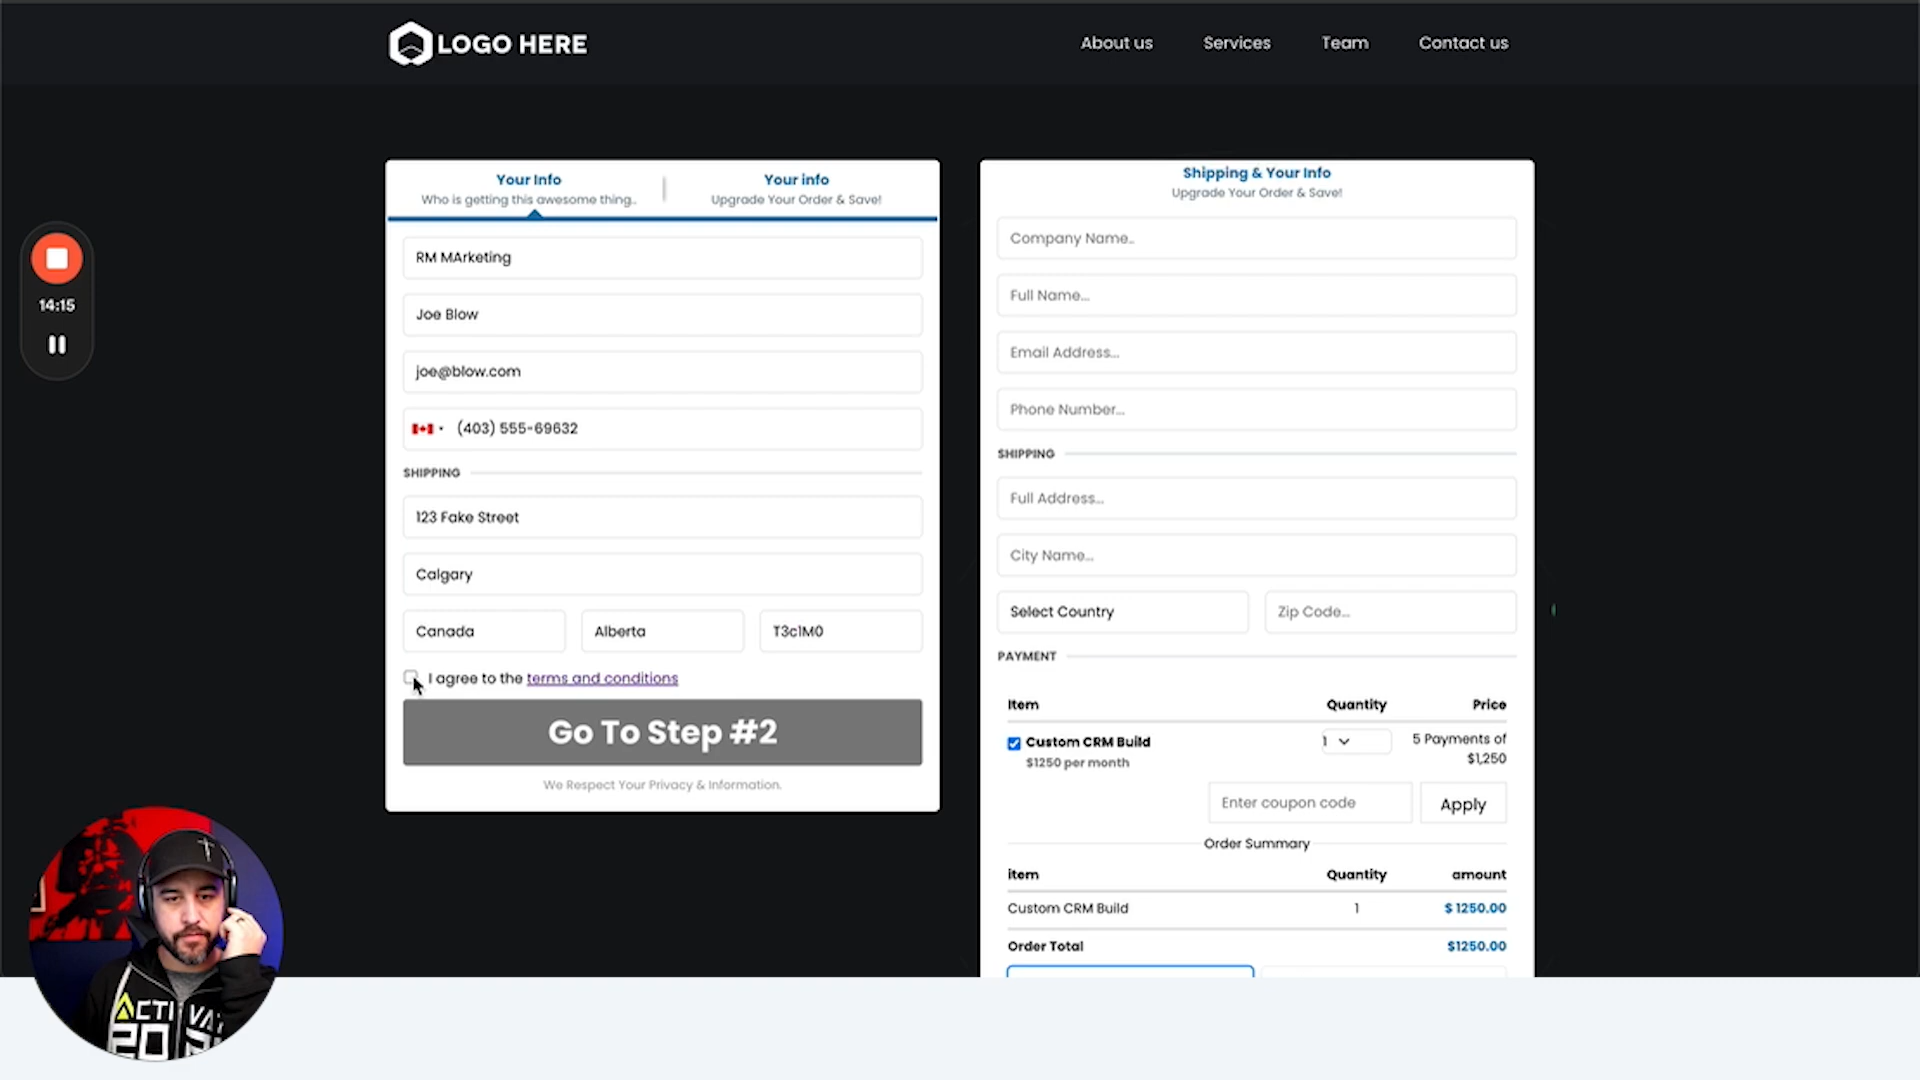 LOGO HERE
About us
Services
Team
Contact us
14:15
Your Info
Who is getting this awesome thing..
Your info
Upgrade Your Order & Save!
RM MArketing
Joe Blow
joe@blow.com
(403) 555-69632
SHIPPING
123 Fake Street
Calgary
Canada
Alberta
T3c1M0
I agree to the terms and conditions
Go To Step #2
We Respect Your Privacy & Information.
Shipping & Your Info
Upgrade Your Order & Save!
Company Name..
Full Name...
Email Address...
Phone Number...
SHIPPING
Full Address...
City Name...
Select Country
Zip Code...
PAYMENT
Item Quantity Price
Custom CRM Build 1 5 Payments of
$1250 per month $1,250
Enter coupon code
Apply
Order Summary
item Quantity amount
Custom CRM Build 1 $ 1250.00
Order Total $1250.00